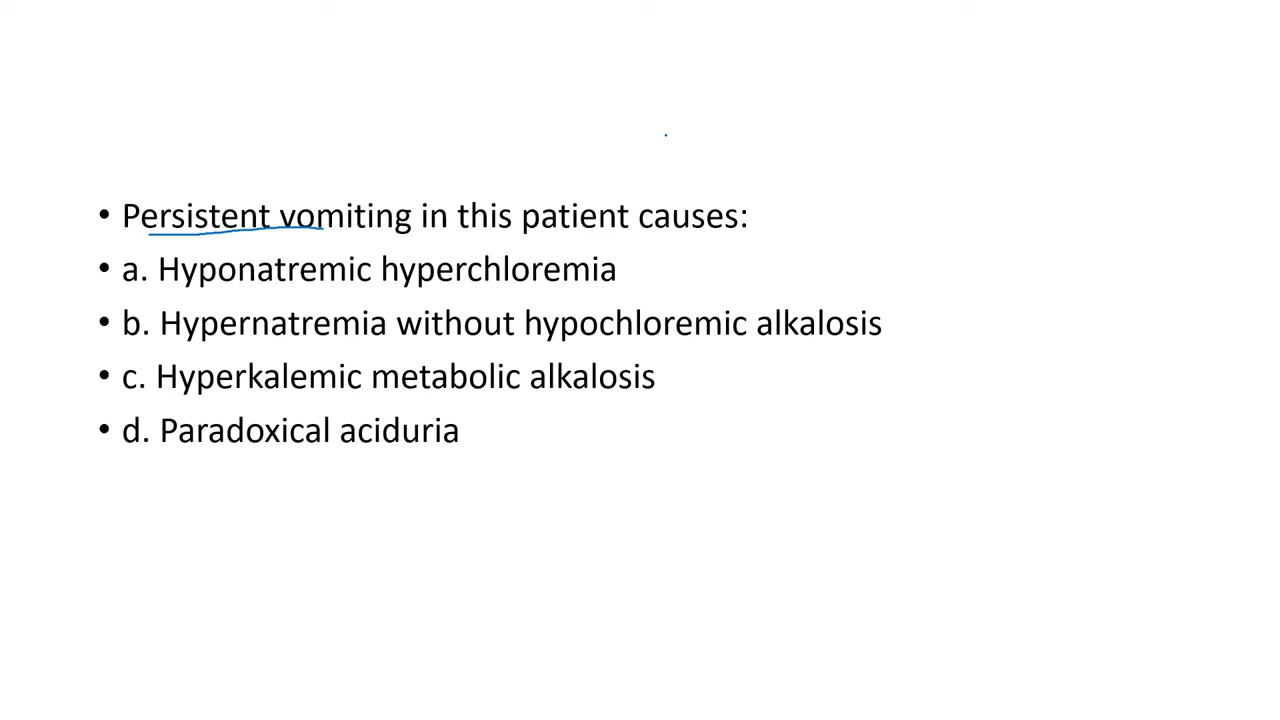 • Persistent vomiting in this patient causes:
• a. Hyponatremic hyperchloremia
• b. Hypernatremia without hypochloremic alkalosis
• c. Hyperkalemic metabolic alkalosis
• d. Paradoxical aciduria